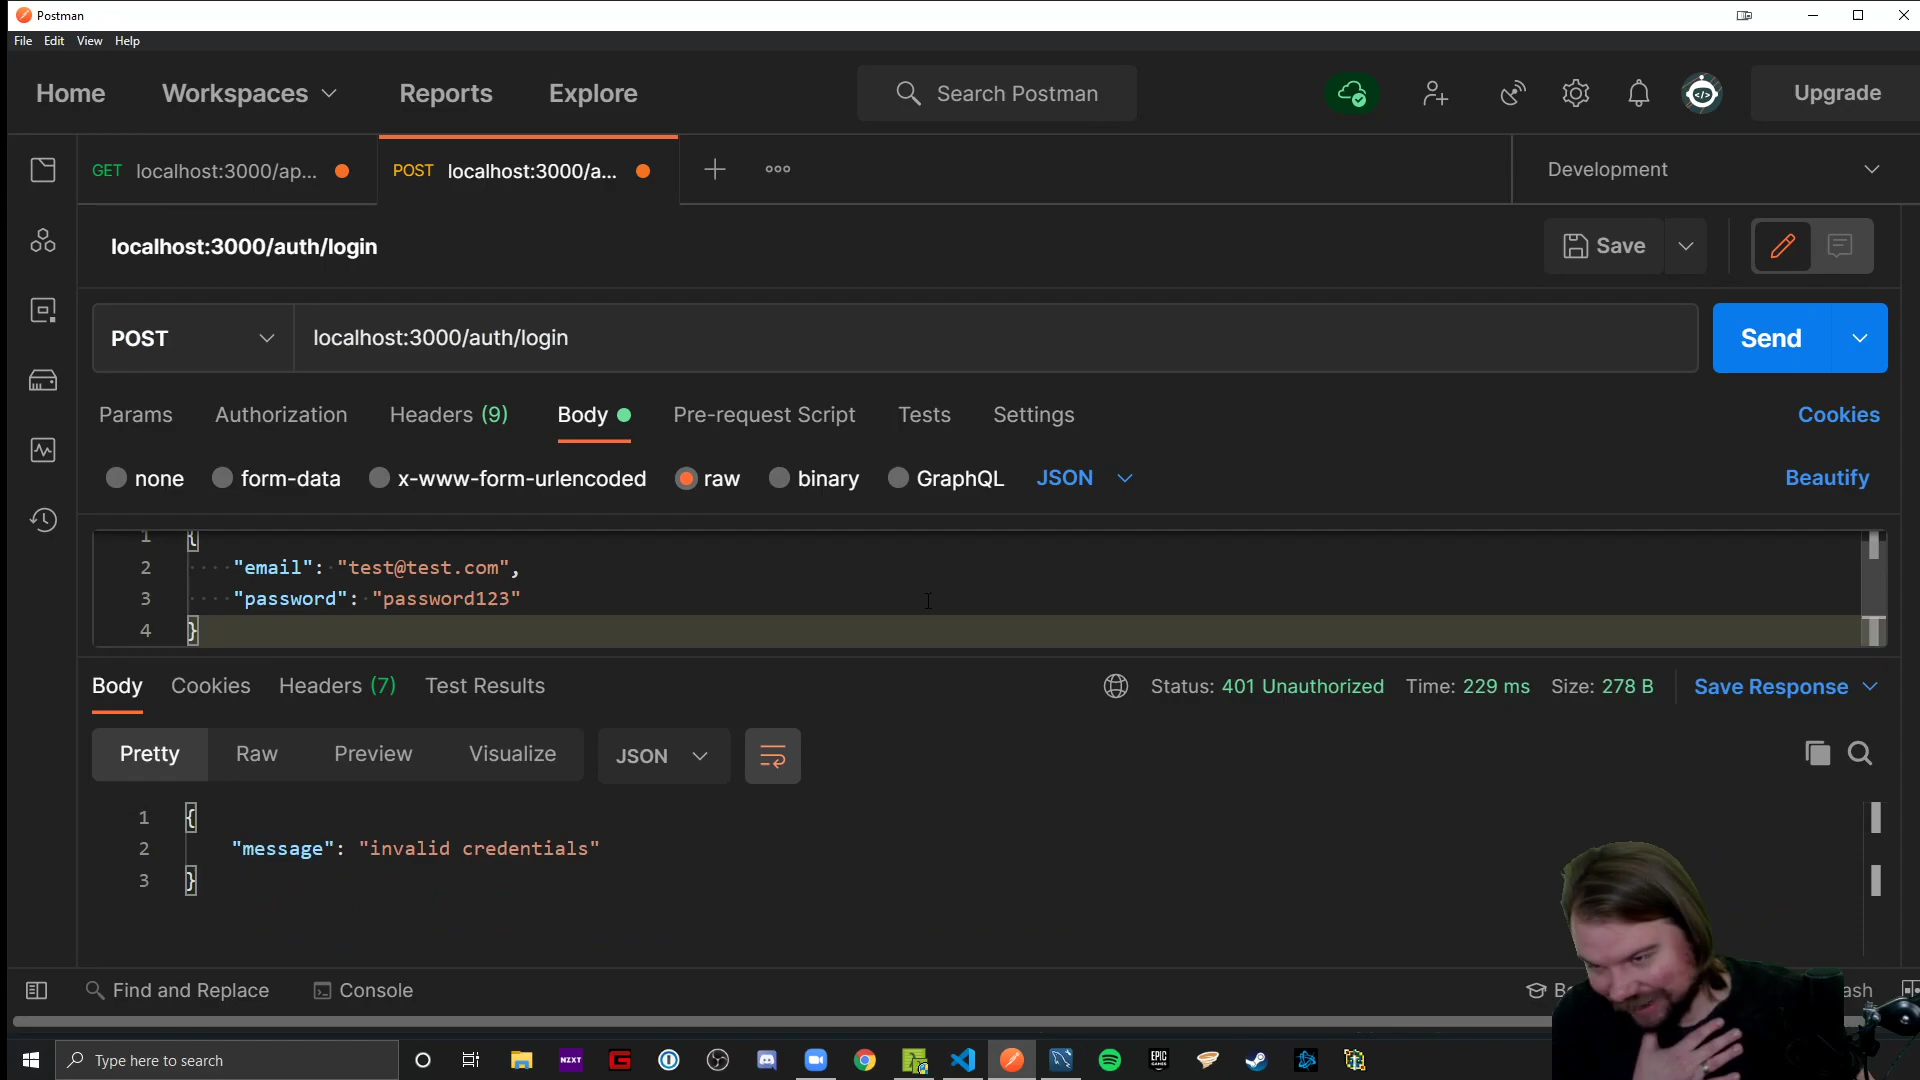 Postman
File Edit View Help
Home Workspaces Reports Explore Search Postman Upgrade
GET localhost:3000/ap... POST localhost:3000/a... Development
localhost:3000/auth/login Save
POST localhost:3000/auth/login Send
Params Authorization Headers (9) Body Pre-request Script Tests Settings Cookies
none form-data x-www-form-urlencoded raw binary GraphQL JSON Beautify
1 {
2 "email": "test@test.com",
3 "password": "password123"
4 }
Body Cookies Headers (7) Test Results Status: 401 Unauthorized Time: 229 ms Size: 278 B Save Response
Pretty Raw Preview Visualize JSON
1 {
2 "message": "invalid credentials"
3 }
Find and Replace Console
Type here to search NZXT EPIC GAMES